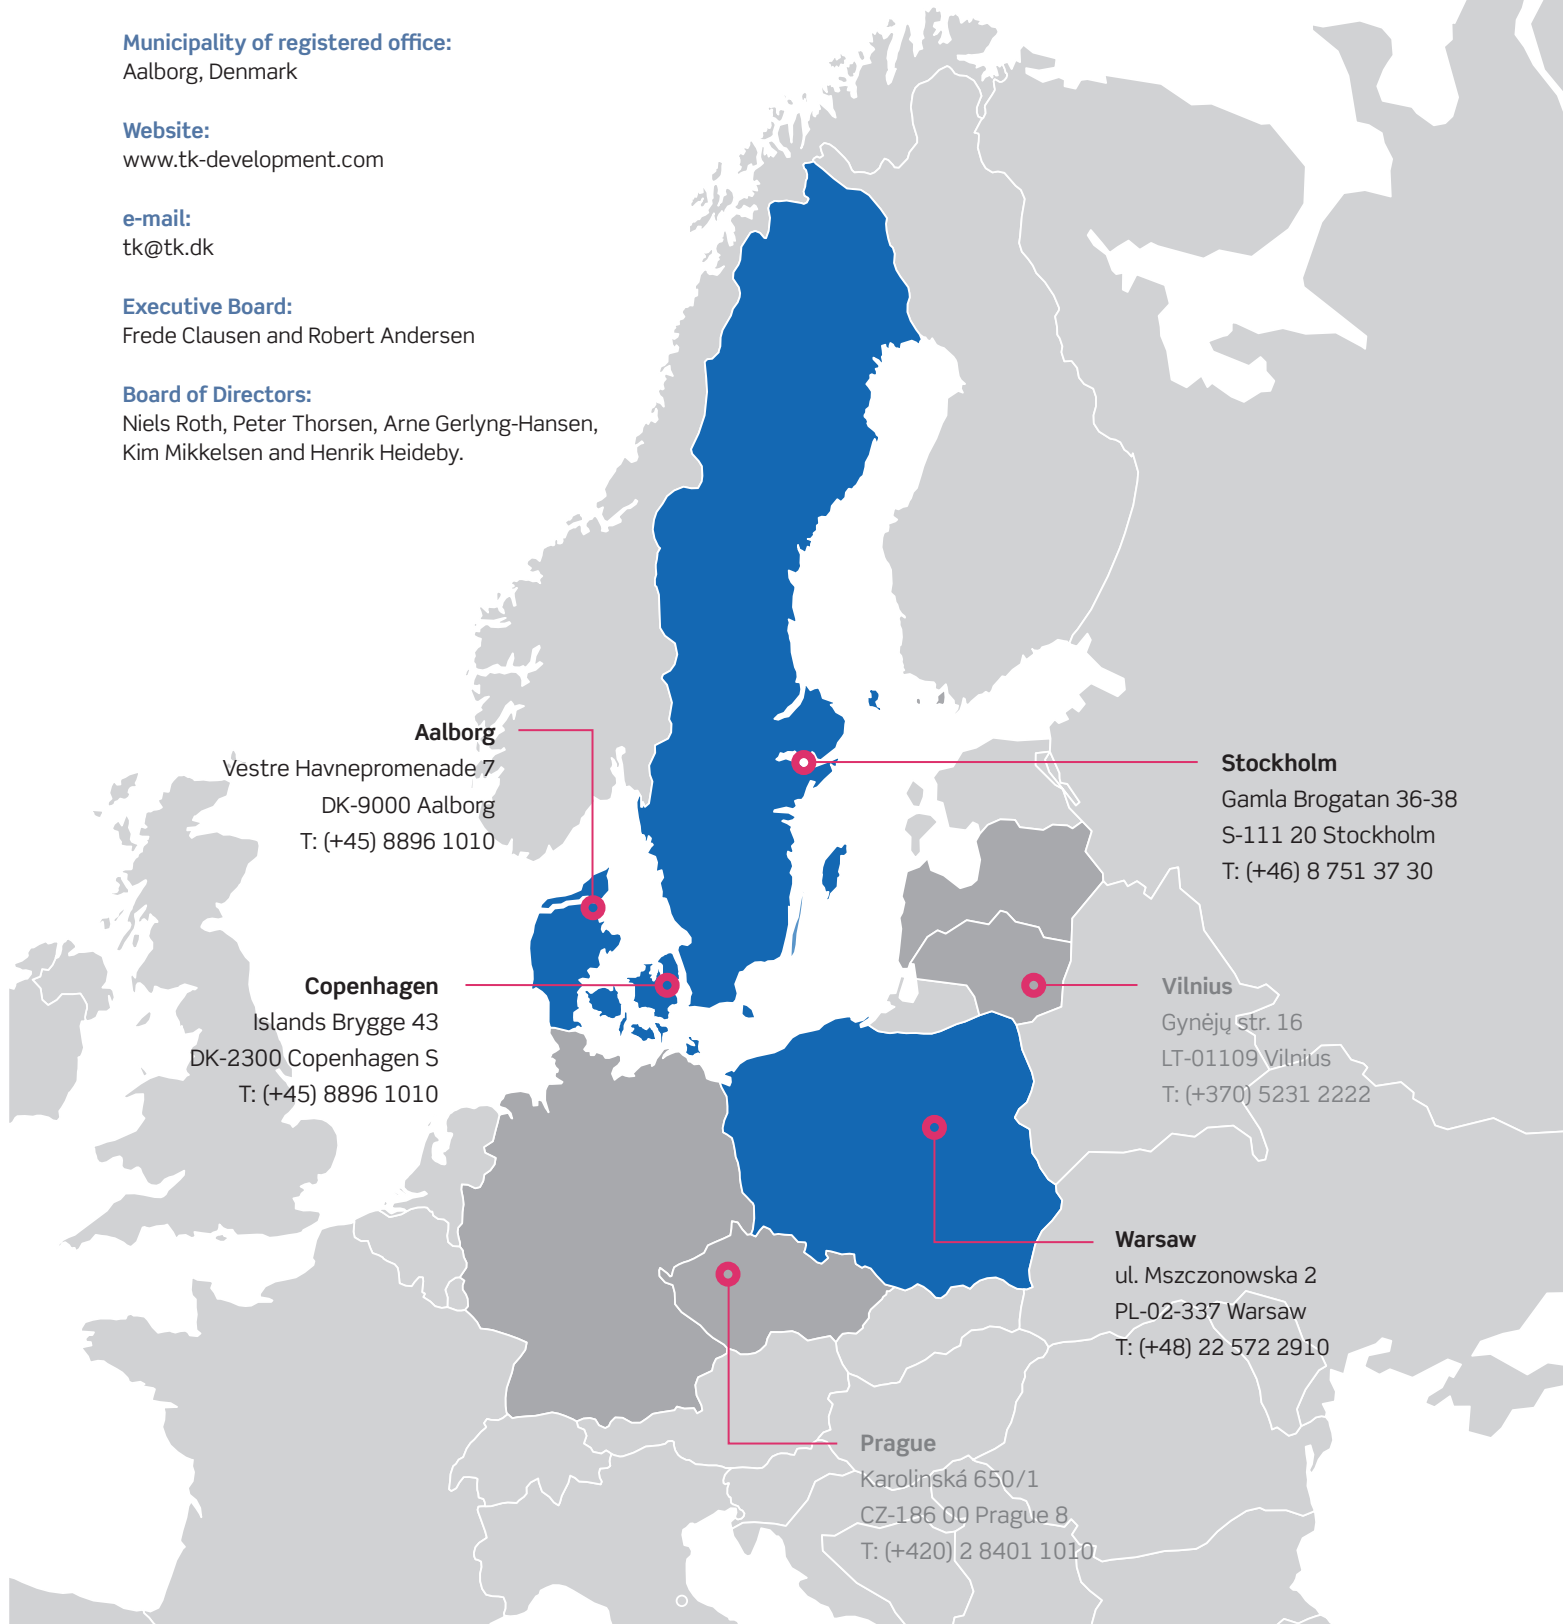 Municipality of registered office:
Aalborg, Denmark
Website:
www.tk-development.com
e-mail:
tk@tk.dk
Executive Board:
Frede Clausen and Robert Andersen
Board of Directors:
Niels Roth, Peter Thorsen, Arne Gerlyng-Hansen,
Kim Mikkelsen and Henrik Heideby.
Aalborg
Vestre Havnepromenade 7
DK-9000 Aalborg
T: (+45) 8896 1010
Stockholm
Gamla Brogatan 36-38
S-111 20 Stockholm
T: (+46) 8 751 37 30
Copenhagen
Islands Brygge 43
DK-2300 Copenhagen S
T: (+45) 8896 1010
Vilnius
Gynėjų str. 16
LT-01109 Vilnius
T: (+370) 5231 2222
Warsaw
ul. Mszczonowska 2
PL-02-337 Warsaw
T: (+48) 22 572 2910
Prague
Karolinská 650/1
CZ-186 00 Prague 8
T: (+420) 2 8401 1010